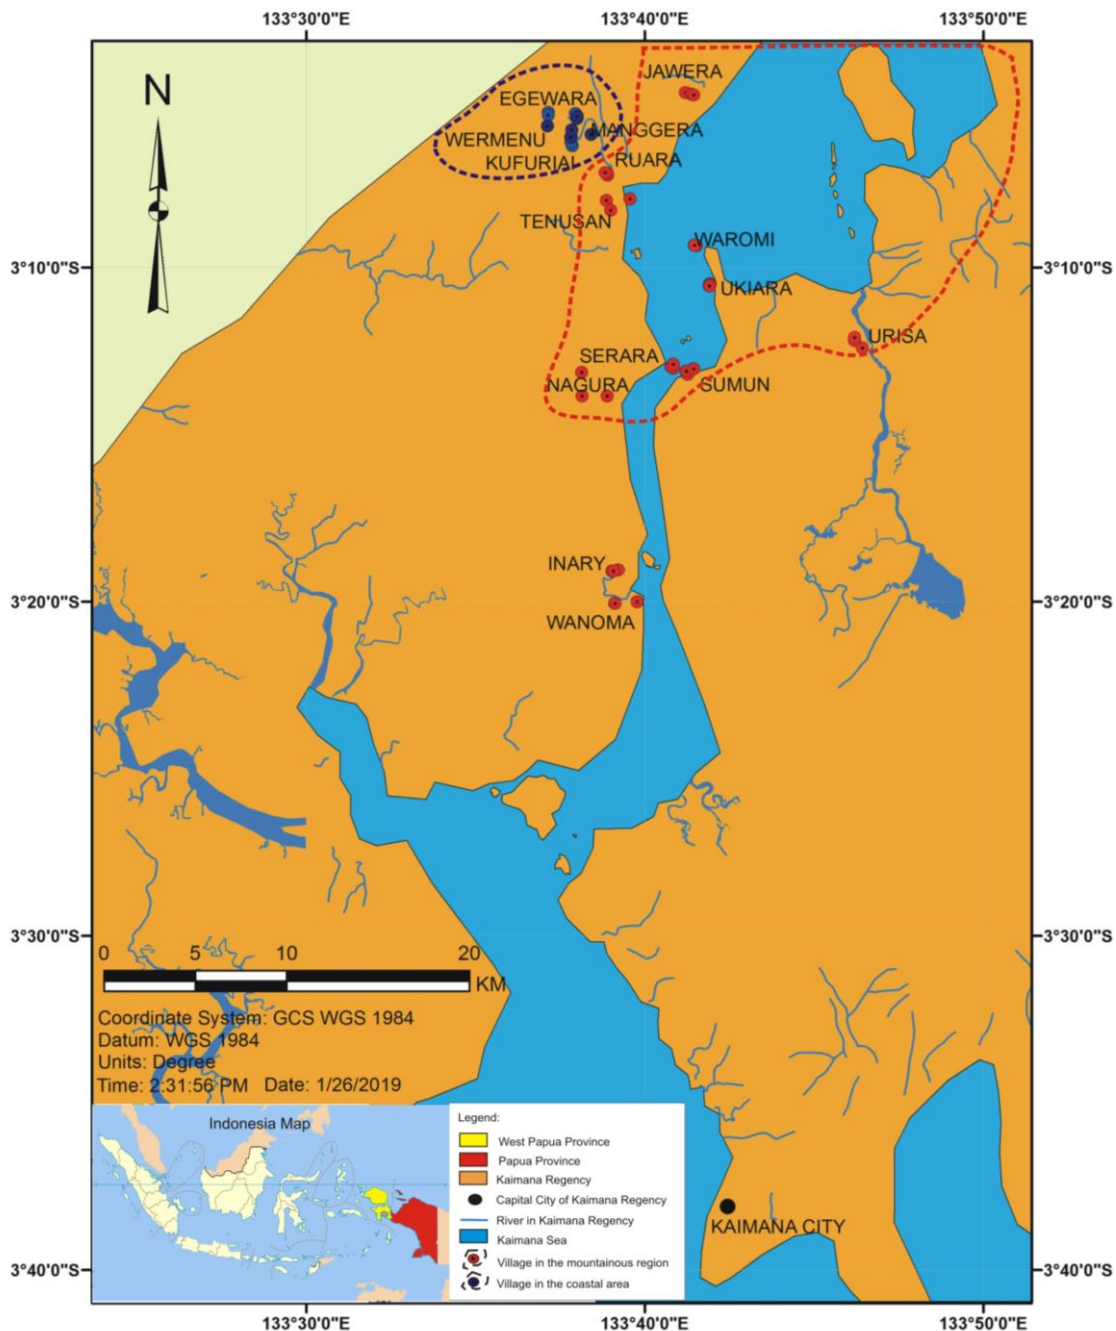 133°30'0"E 133°40'0"E 133°50'0"E
N
JAWERA
EGEWARA
MANGGERA
WERMENU
KUFURIAI
RUARA
TENUSAN
WAROMI
3°10'0"S 3°10'0"S
UKIARA
URISA
SERARA
NAGURA
SUMUN
INARY
3°20'0"S 3°20'0"S
WANOMA
3°30'0"S 3°30'0"S
0 5 10 20
KM
Coordinate System: GCS WGS 1984
Datum: WGS 1984
Units: Degree
Time: 2:31:56 PM Date: 1/26/2019
Indonesia Map
Legend:
West Papua Province
Papua Province
Kaimana Regency
Capital City of Kaimana Regency
River in Kaimana Regency
Kaimana Sea
Village in the mountainous region
Village in the coastal area
KAIMANA CITY
3°40'0"S 3°40'0"S
133°30'0"E 133°40'0"E 133°50'0"E